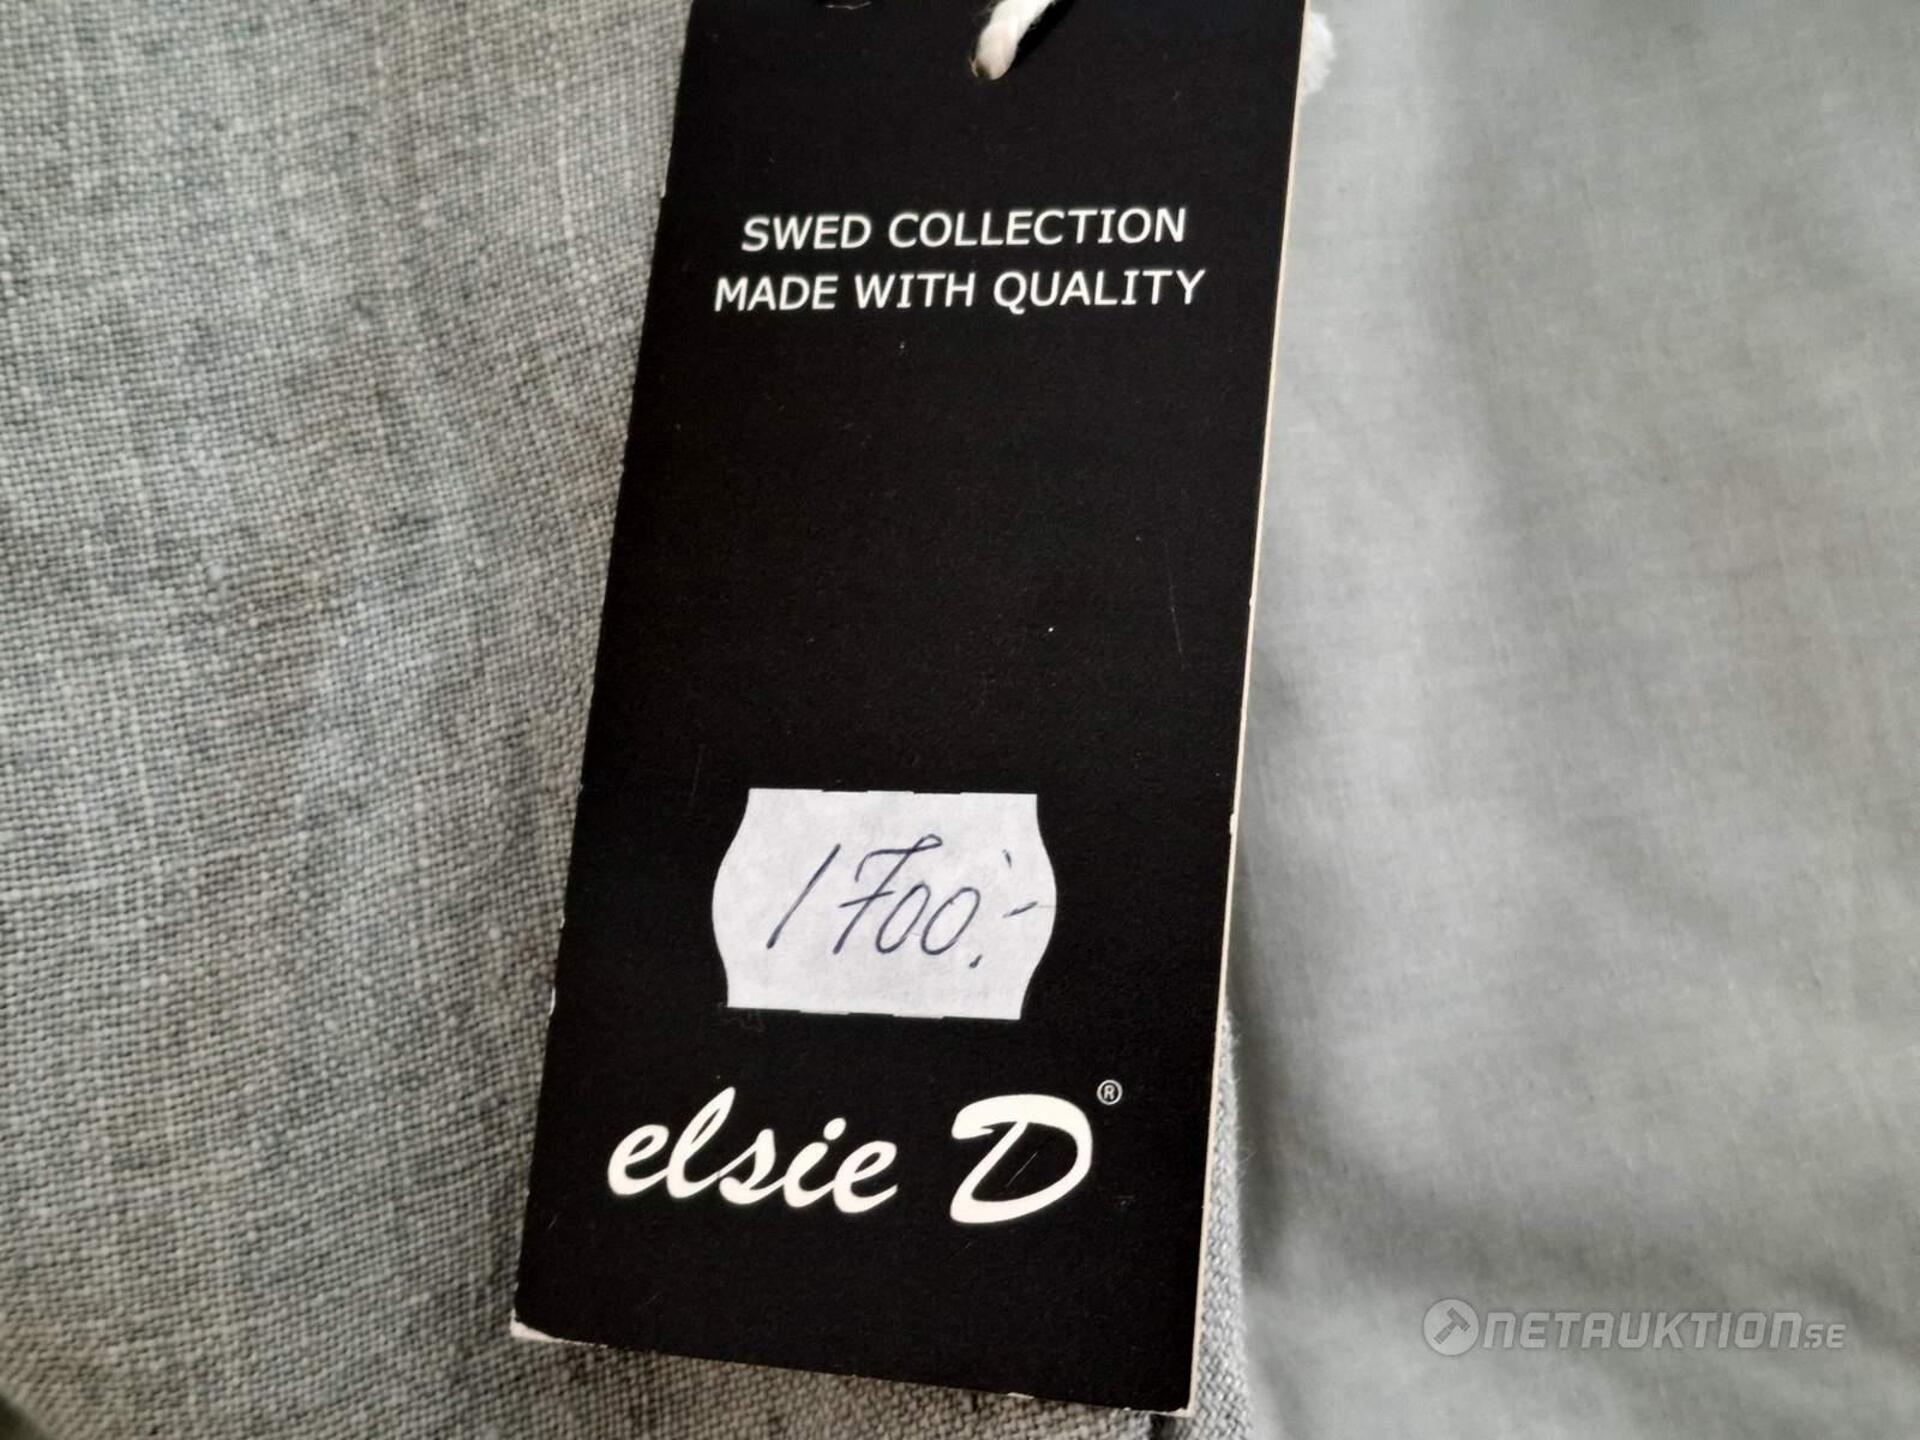 SWED COLLECTION
MADE WITH QUALITY
1700:-
elsie D®
NETAUKTION.SE